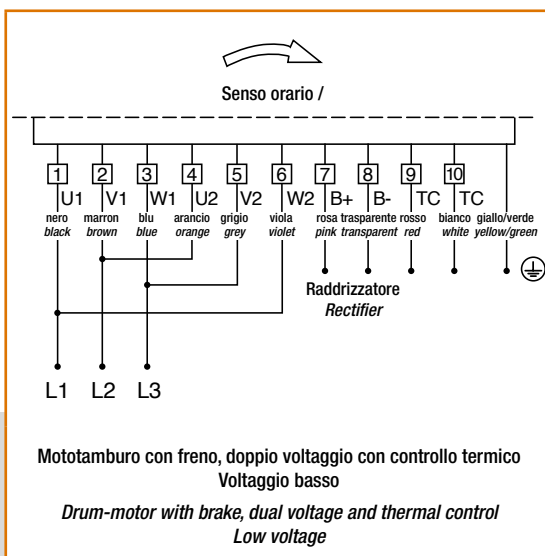 Senso orario /
1 2 3 4 5 6 7 8 9 10
U1 V1 W1 U2 V2 W2 B+ B- TC TC
nero marron blu arancio grigio viola rosa trasparente rosso bianco giallo/verde
black brown blue orange grey violet pink transparent red white yellow/green
Raddrizzatore
Rectifier
L1 L2 L3
Mototamburo con freno, doppio voltaggio con controllo termico
Voltaggio basso
Drum-motor with brake, dual voltage and thermal control
Low voltage